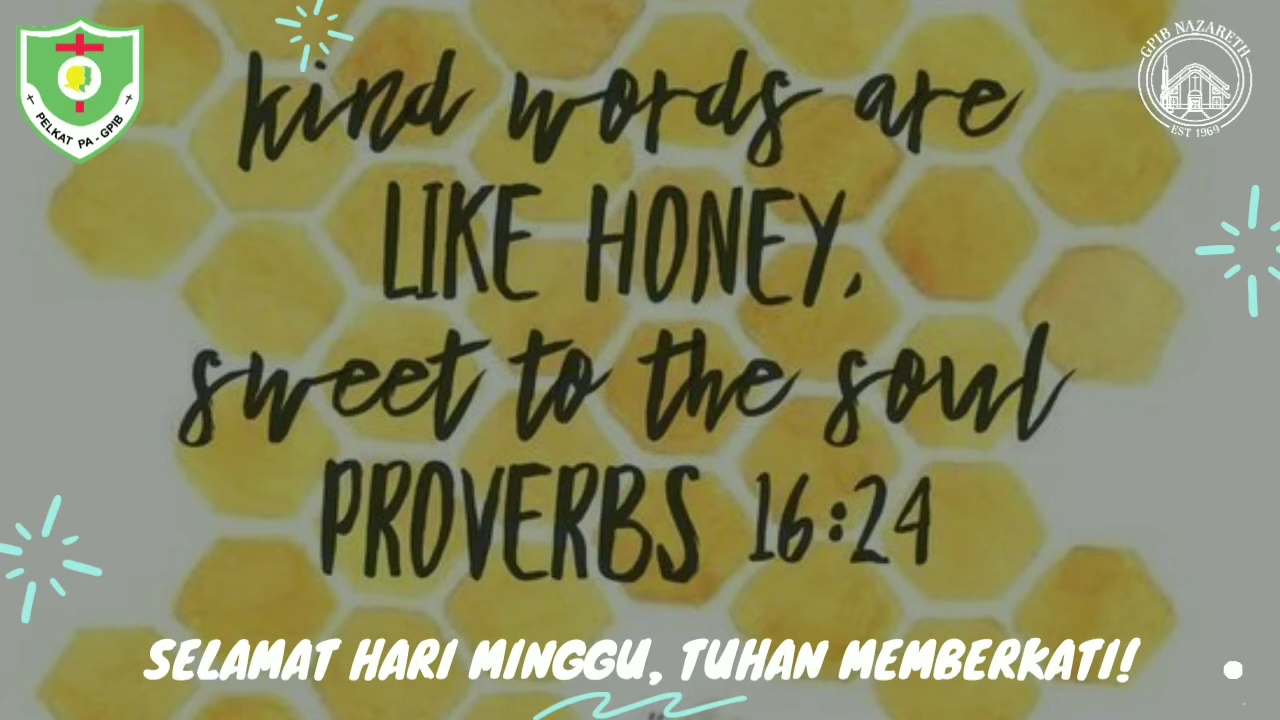 PELKAT PA - GPIB
GPIB NAZARETH
EST 1969
kind words are
LIKE HONEY,
sweet to the soul
PROVERBS 16:24
SELAMAT HARI MINGGU, TUHAN MEMBERKATI!